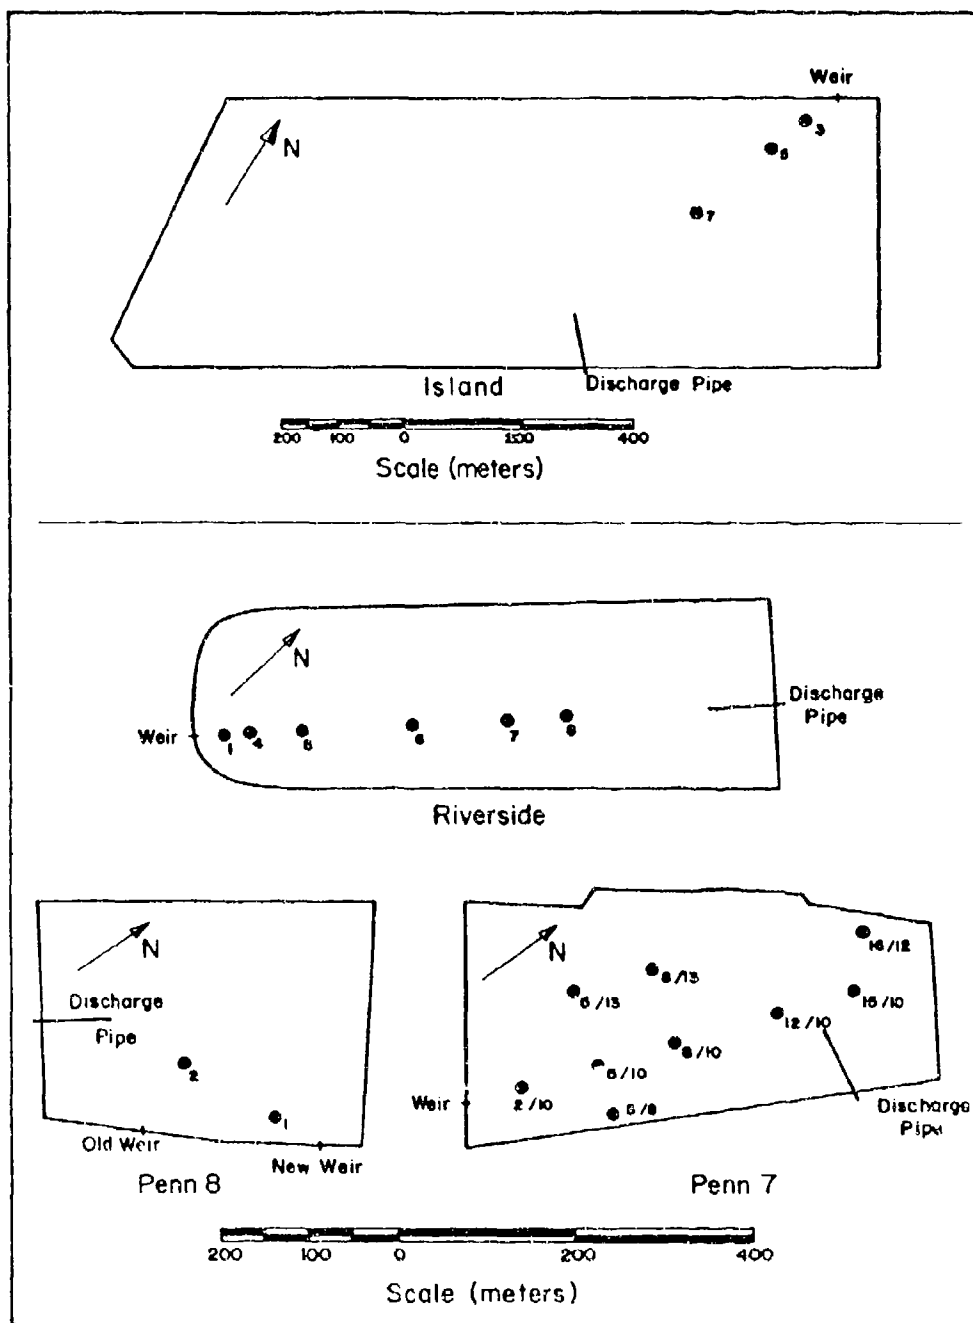 Weir
N
3
5
7
Island
Discharge Pipe
200 100 0 400
Scale (meters)
N
Discharge
Pipe
Weir
1 4 5 6 7 8
Riverside
N
Discharge
Pipe
2
1
Old Weir
New Weir
Penn 8
N
16/12
8/13
6/13
15/10
12/10
8/10
6/10
2/10
Weir
6/8
Discharge
Pipe
Penn 7
200 100 0 200 400
Scale (meters)